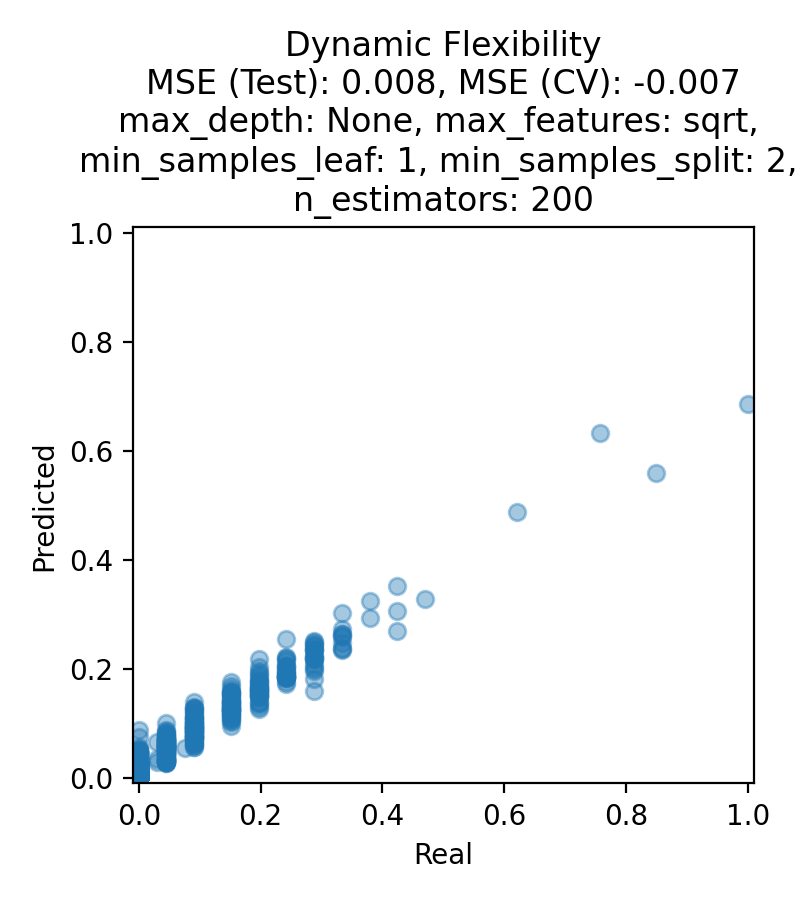 Dynamic Flexibility
MSE (Test): 0.008, MSE (CV): -0.007
max_depth: None, max_features: sqrt,
min_samples_leaf: 1, min_samples_split: 2,
n_estimators: 200
1.0
0.8
0.6
0.4
0.2
0.0
Predicted
0.0 0.2 0.4 0.6 0.8 1.0
Real